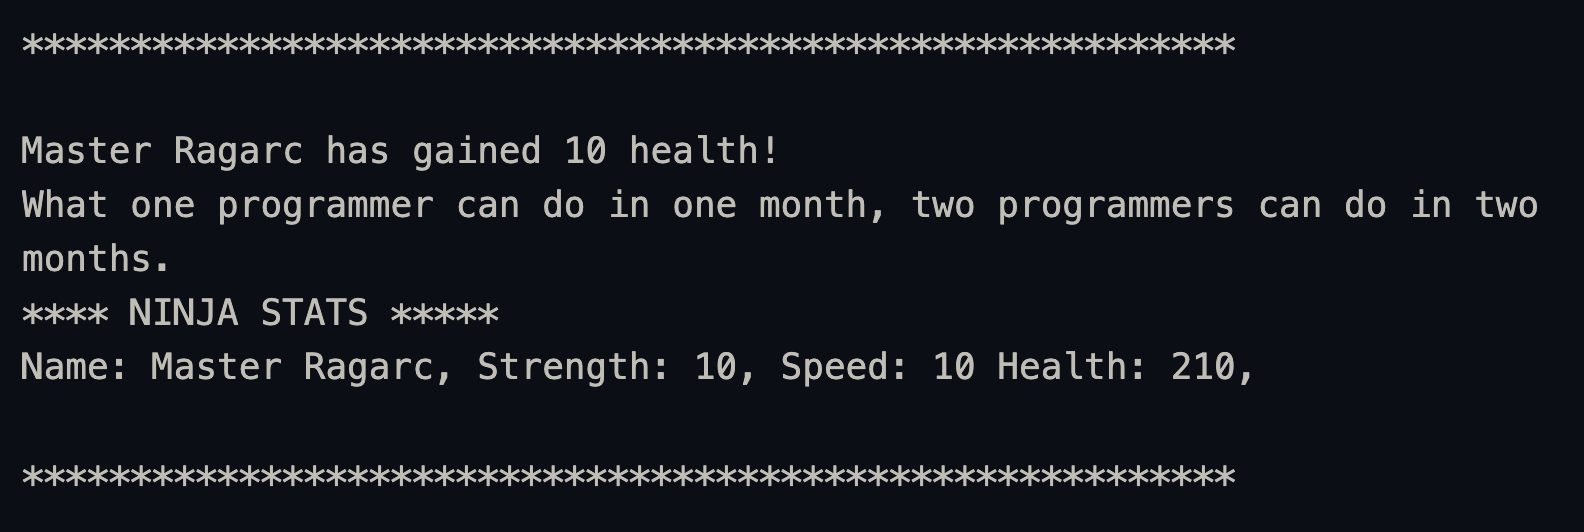 ********************************************************
Master Ragarc has gained 10 health!
What one programmer can do in one month, two programmers can do in two
months.
**** NINJA STATS *****
Name: Master Ragarc, Strength: 10, Speed: 10 Health: 210,
********************************************************